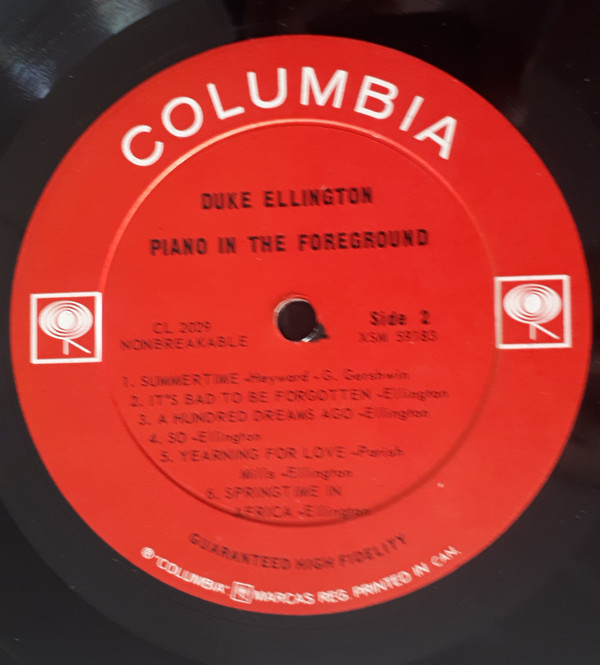 COLUMBIA
DUKE ELLINGTON
PIANO IN THE FOREGROUND
CL 2029
NONBREAKABLE
Side 2
XSM 59183
1. SUMMERTIME -Heyward -G. Gershwin
2. IT'S BAD TO BE FORGOTTEN -Ellington
3. A HUNDRED DREAMS AGO -Ellington
4. SO -Ellington
5. YEARNING FOR LOVE -Parish
Mills -Ellington
6. SPRINGTIME IN
AFRICA -Ellington
GUARANTEED HIGH FIDELITY
® "COLUMBIA", MARCAS REG. PRINTED IN CAN.